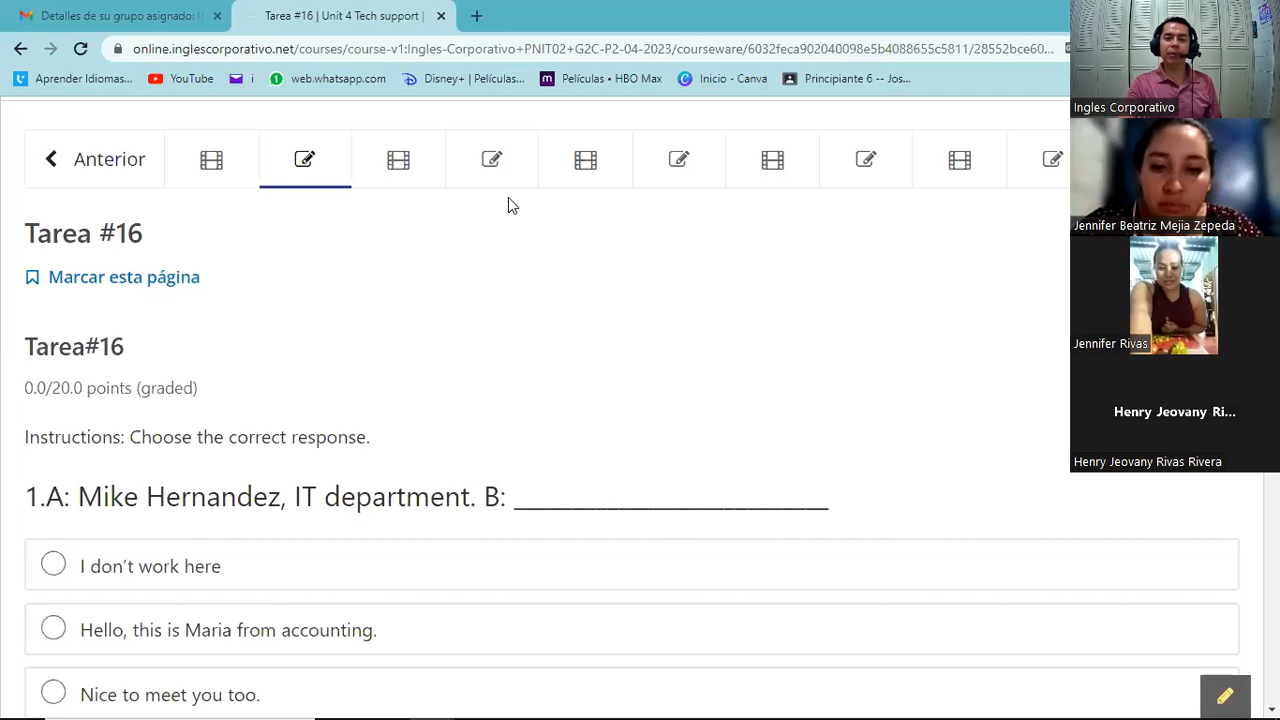 Detalles de su grupo asignado: I
Tarea #16 | Unit 4 Tech support |
online.inglescorporativo.net/courses/course-v1:Ingles-Corporativo+PNIT02+G2C-P2-04-2023/courseware/6032feca902040098e5b409055c5811/28552bce60...
Aprender Idiomas...
YouTube
i
web.whatsapp.com
Disney+ | Películas...
Películas • HBO Max
Inicio - Canva
Principiante 6 -- Jos...
Anterior
Tarea #16
Marcar esta página
Tarea#16
0.0/20.0 points (graded)
Instructions: Choose the correct response.
1.A: Mike Hernandez, IT department. B: ___________________________
I don't work here
Hello, this is Maria from accounting.
Nice to meet you too.
Ingles Corporativo
Jennifer Beatriz Mejia Zepeda
Jennifer Rivas
Henry Jeovany Ri...
Henry Jeovany Rivas Rivera